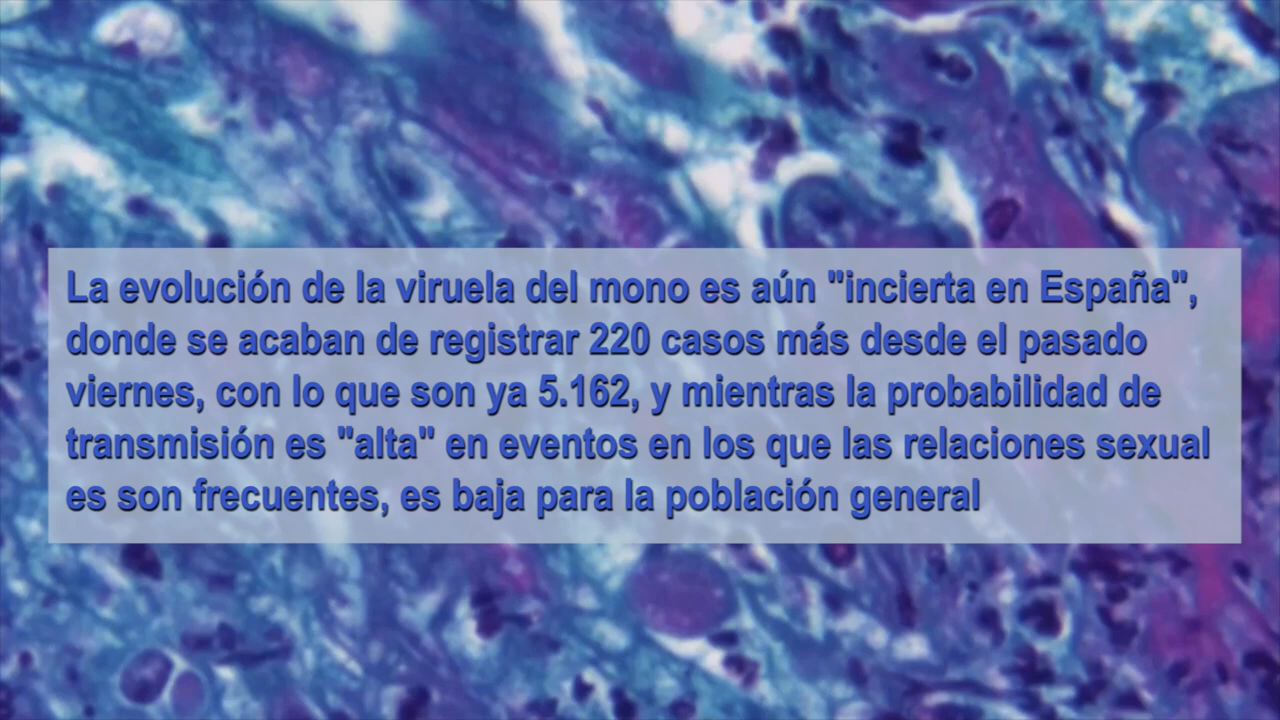 La evolución de la viruela del mono es aún "incierta en España",
donde se acaban de registrar 220 casos más desde el pasado
viernes, con lo que son ya 5.162, y mientras la probabilidad de
transmisión es "alta" en eventos en los que las relaciones sexual
es son frecuentes, es baja para la población general